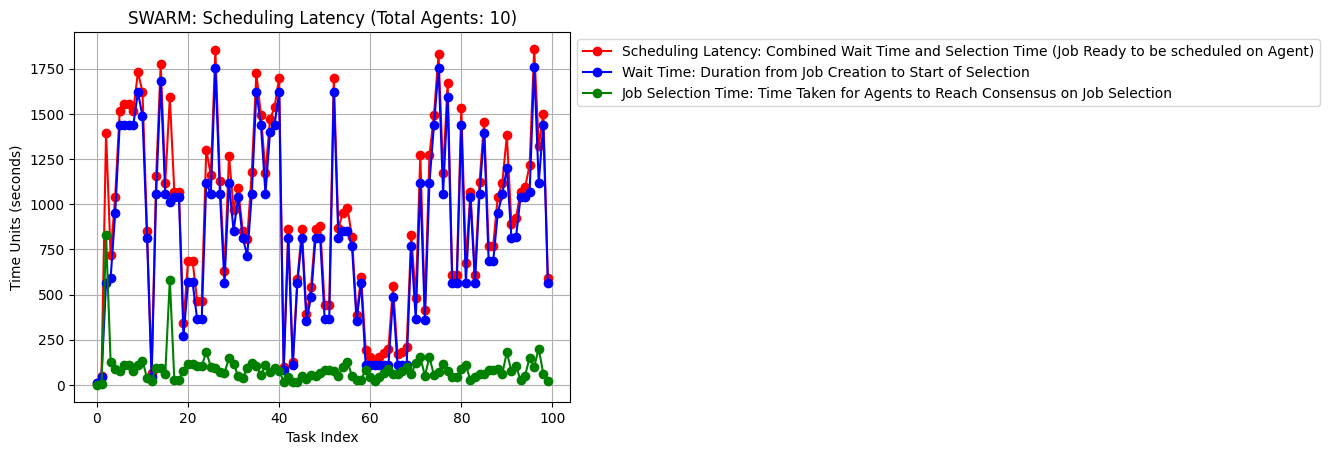 SWARM: Scheduling Latency (Total Agents: 10)
Scheduling Latency: Combined Wait Time and Selection Time (Job Ready to be scheduled on Agent)
Wait Time: Duration from Job Creation to Start of Selection
Job Selection Time: Time Taken for Agents to Reach Consensus on Job Selection
Time Units (seconds)
1750
1500
1250
1000
750
500
250
0
0 20 40 60 80 100
Task Index